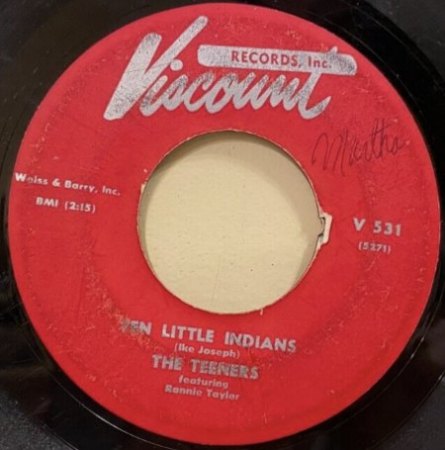 Viscount
RECORDS, Inc.
Martha
Weiss & Barry, Inc.
BMI (2:15)
V 531
(5271)
TEN LITTLE INDIANS
(Ike Joseph)
THE TEENERS
featuring
Ronnie Taylor